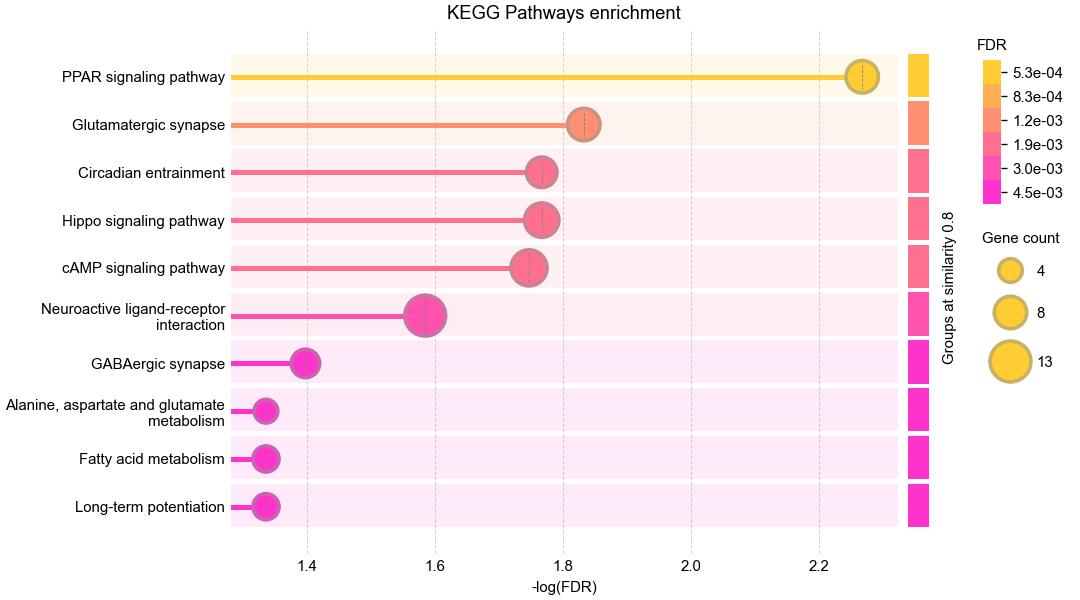 KEGG Pathways enrichment
PPAR signaling pathway
Glutamatergic synapse
Circadian entrainment
Hippo signaling pathway
cAMP signaling pathway
Neuroactive ligand-receptor
interaction
GABAergic synapse
Alanine, aspartate and glutamate
metabolism
Fatty acid metabolism
Long-term potentiation
1.4 1.6 1.8 2.0 2.2
-log(FDR)
Groups at similarity 0.8
FDR
5.3e-04
8.3e-04
1.2e-03
1.9e-03
3.0e-03
4.5e-03
Gene count
4
8
13